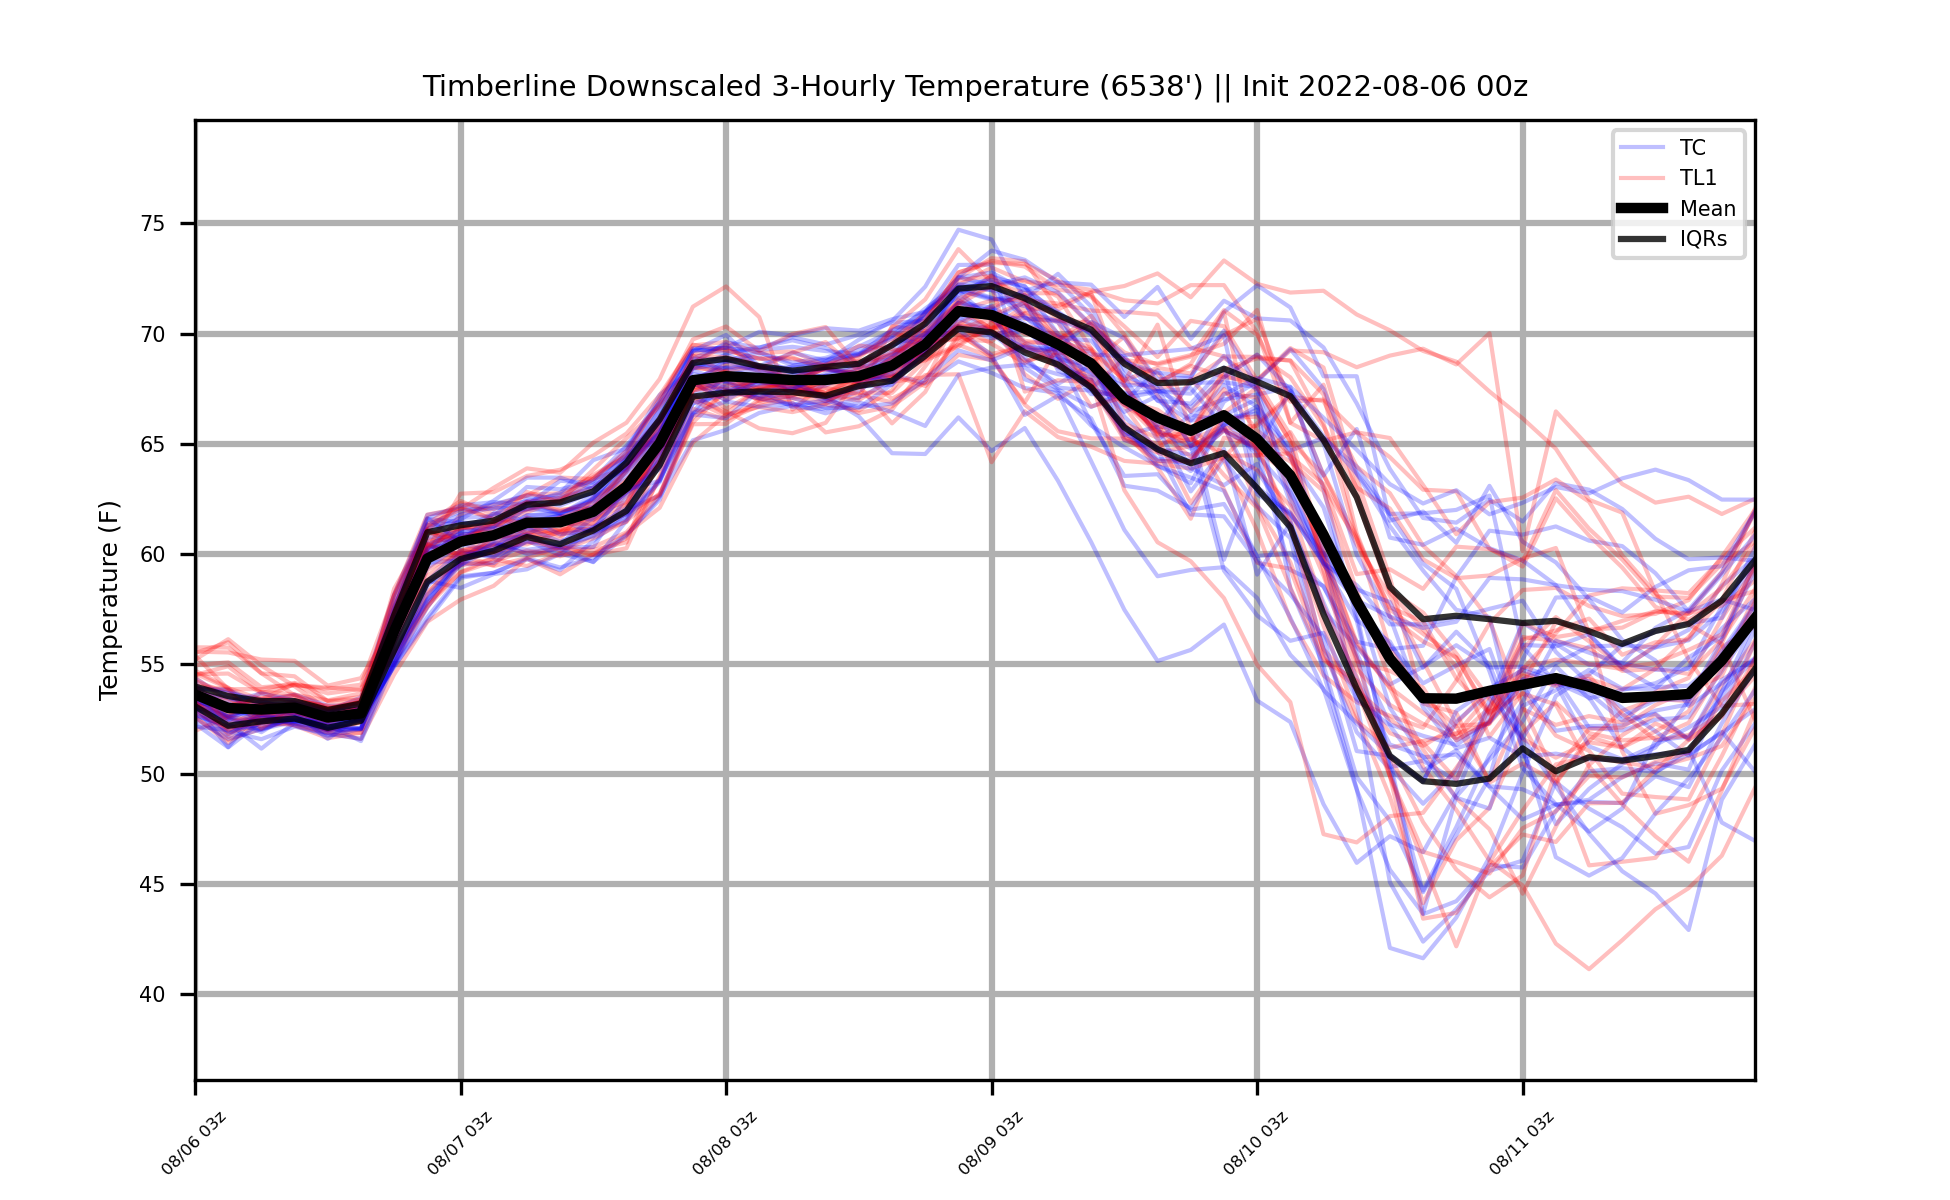 Timberline Downscaled 3-Hourly Temperature (6538') || Init 2022-08-06 00z
TC
TL1
Mean
IQRs
Temperature (F)
75
70
65
60
55
50
45
40
08/06 03z
08/07 03z
08/08 03z
08/09 03z
08/10 03z
08/11 03z